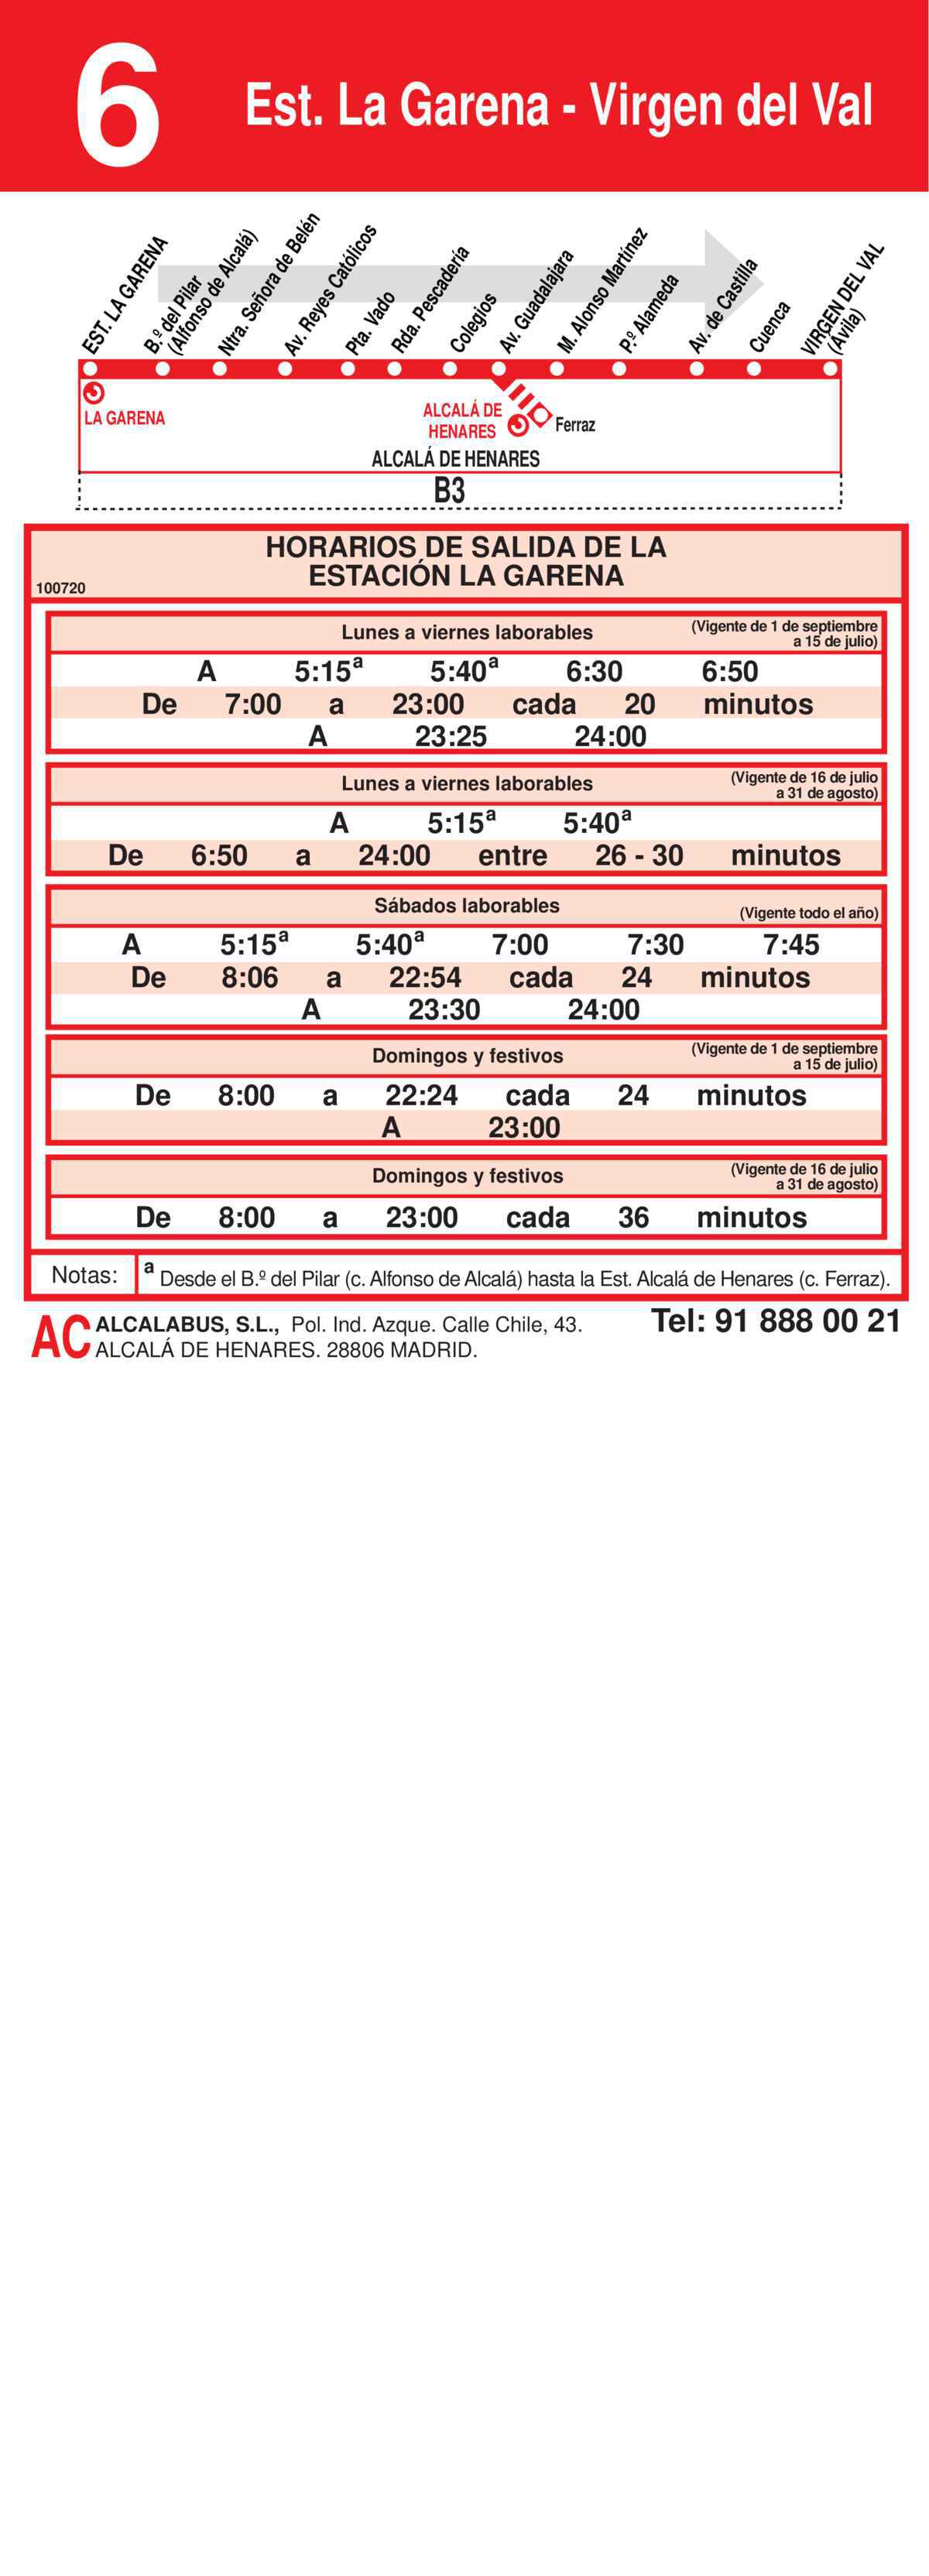 6 Est. La Garena - Virgen del Val
EST. LA GARENA
B.º del Pilar
(Alfonso de Alcalá)
Ntra. Señora de Belén
Av. Reyes Católicos
Pta. Vado
Rda. Pescadería
Colegios
Av. Guadalajara
M. Alonso Martínez
P.º Alameda
Av. de Castilla
Cuenca
VIRGEN DEL VAL
(Ávila)
LA GARENA
ALCALÁ DE
HENARES
Ferraz
ALCALÁ DE HENARES
B3
HORARIOS DE SALIDA DE LA
ESTACIÓN LA GARENA
100720
Lunes a viernes laborables
(Vigente de 1 de septiembre
a 15 de julio)
A 5:15ª 5:40ª 6:30 6:50
De 7:00 a 23:00 cada 20 minutos
A 23:25 24:00
Lunes a viernes laborables
(Vigente de 16 de julio
a 31 de agosto)
A 5:15ª 5:40ª
De 6:50 a 24:00 entre 26 - 30 minutos
Sábados laborables
(Vigente todo el año)
A 5:15ª 5:40ª 7:00 7:30 7:45
De 8:06 a 22:54 cada 24 minutos
A 23:30 24:00
Domingos y festivos
(Vigente de 1 de septiembre
a 15 de julio)
De 8:00 a 22:24 cada 24 minutos
A 23:00
Domingos y festivos
(Vigente de 16 de julio
a 31 de agosto)
De 8:00 a 23:00 cada 36 minutos
Notas: ª Desde el B.º del Pilar (c. Alfonso de Alcalá) hasta la Est. Alcalá de Henares (c. Ferraz).
AC ALCALABUS, S.L., Pol. Ind. Azque. Calle Chile, 43.
ALCALÁ DE HENARES. 28806 MADRID.
Tel: 91 888 00 21